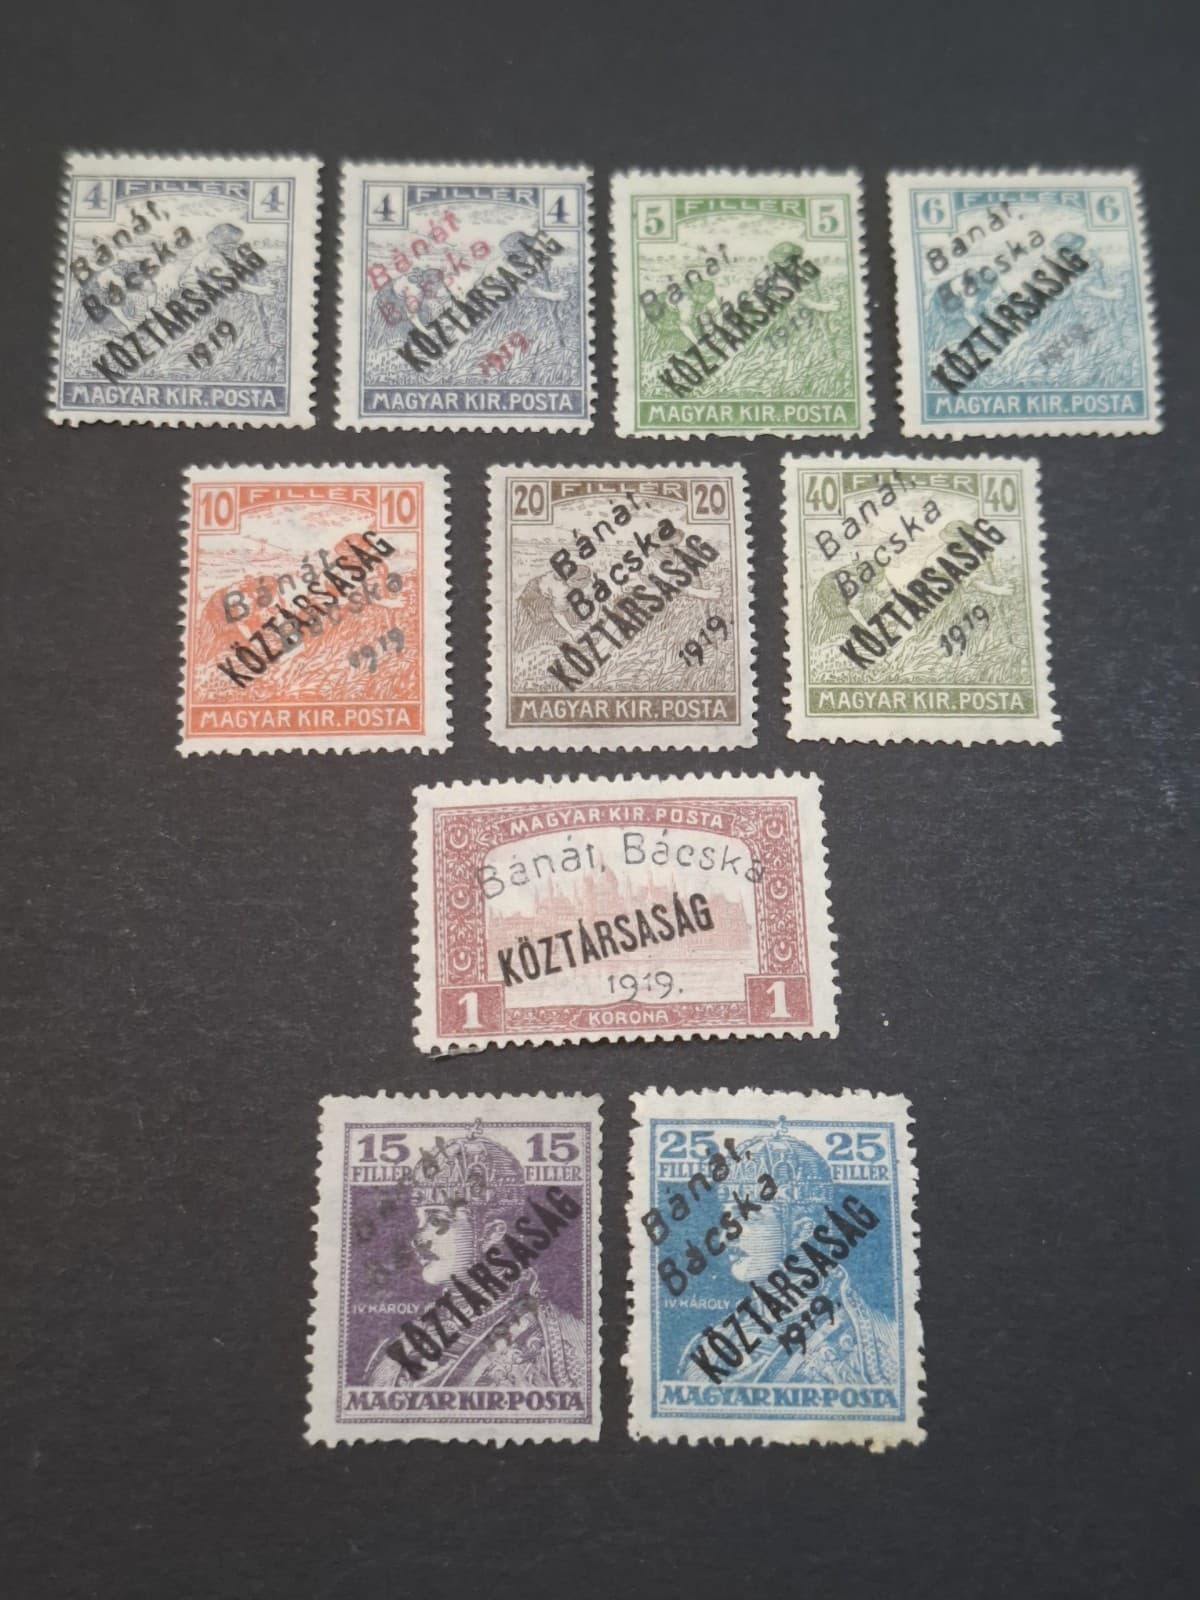 4 FILLÉR 4
Bánát,
Bácska
KÖZTÁRSASÁG
1919
MAGYAR KIR. POSTA
4 FILLÉR 4
Bánát
Bácska
KÖZTÁRSASÁG
1919.
MAGYAR KIR. POSTA
5 FILLÉR 5
Bánát
Bácska
KÖZTÁRSASÁG
1919
MAGYAR KIR. POSTA
6 FILLÉR 6
Bánát.
Bácska
KÖZTÁRSASÁG
1919.
MAGYAR KIR. POSTA
10 FILLÉR 10
Bánát
Bácska
KÖZTÁRSASÁG
1919
MAGYAR KIR. POSTA
20 FILLÉR 20
Bánát,
Bácska
KÖZTÁRSASÁG
1919.
MAGYAR KIR. POSTA
40 FILLÉR 40
Bánát,
Bácska
KÖZTÁRSASÁG
1919
MAGYAR KIR. POSTA
MAGYAR KIR. POSTA
Bánát, Bácska
KÖZTÁRSASÁG
1919.
1 KORONA 1
15 15
FILLÉR FILLÉR
Bánát,
Bácska
KÖZTÁRSASÁG
IV KÁROLY
1919
MAGYAR·KIR·POSTA
25 25
FILLÉR FILLÉR
Bánát,
Bácska
KÖZTÁRSASÁG
IV KÁROLY
1919.
MAGYAR·KIR·POSTA